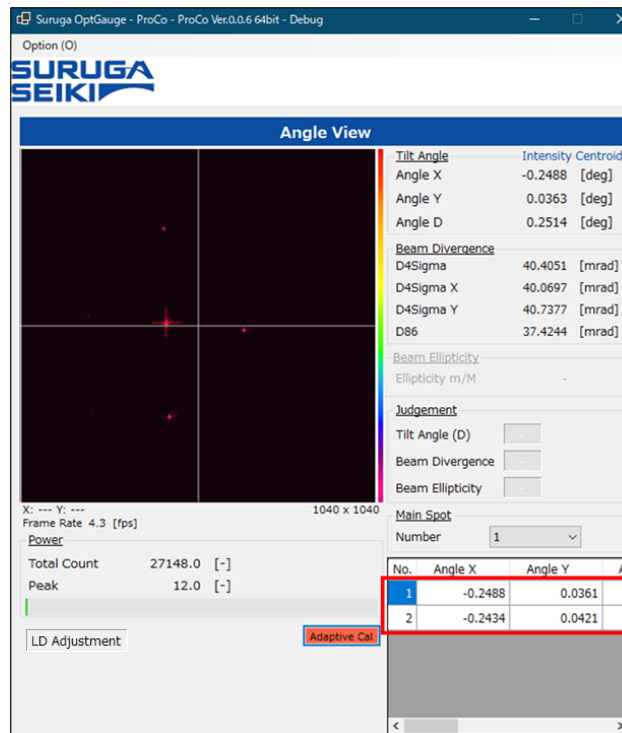 Suruga OptGauge - ProCo - ProCo Ver.0.0.6 64bit - Debug
Option (O)
SURUGA
SEIKI
Angle View
Tilt Angle Intensity Centroid
Angle X -0.2488 [deg]
Angle Y 0.0363 [deg]
Angle D 0.2514 [deg]
Beam Divergence
D4Sigma 40.4051 [mrad]
D4Sigma X 40.0697 [mrad]
D4Sigma Y 40.7377 [mrad]
D86 37.4244 [mrad]
Beam Ellipticity
Ellipticity m/M -
Judgement
Tilt Angle (D) -
Beam Divergence -
Beam Ellipticity -
X: --- Y: --- 1040 x 1040
Frame Rate 4.3 [fps]
Main Spot
Number 1
Power
Total Count 27148.0 [-]
Peak 12.0 [-]
LD Adjustment
Adaptive Cal
No. Angle X Angle Y
1 -0.2488 0.0361
2 -0.2434 0.0421